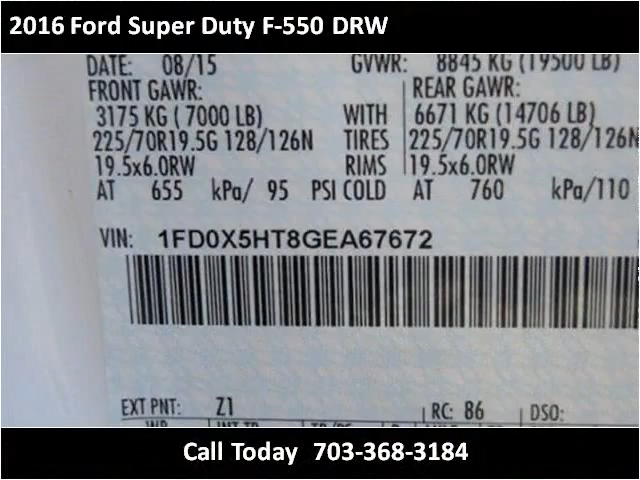 2016 Ford Super Duty F-550 DRW
DATE: 08/15 GVWR: 8845 KG (19500 LB)
FRONT GAWR: REAR GAWR:
3175 KG ( 7000 LB) WITH 6671 KG (14706 LB)
225/70R19.5G 128/126N TIRES 225/70R19.5G 128/126N
19.5x6.0RW RIMS 19.5x6.0RW
AT 655 kPa/ 95 PSI COLD AT 760 kPa/110
VIN: 1FD0X5HT8GEA67672
EXT PNT: Z1 RC: 86 DSO:
Call Today 703-368-3184